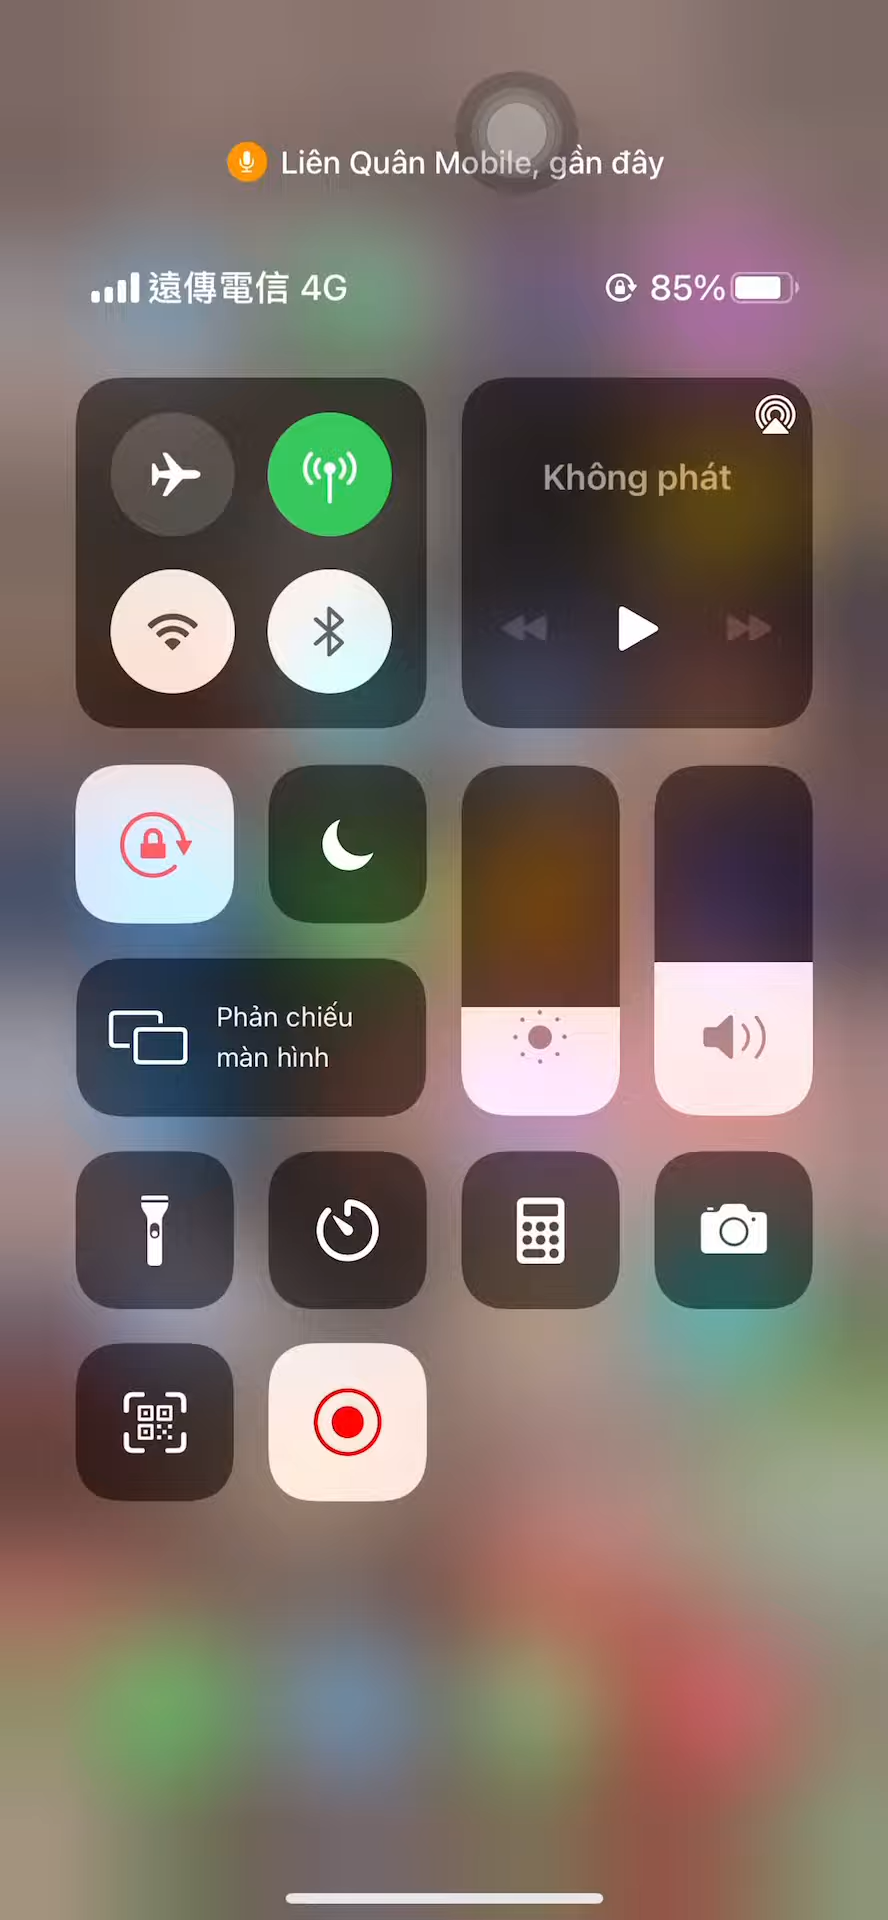 Liên Quân Mobile, gần đây
遠傳電信 4G
85%
Không phát
Phản chiếu
màn hình